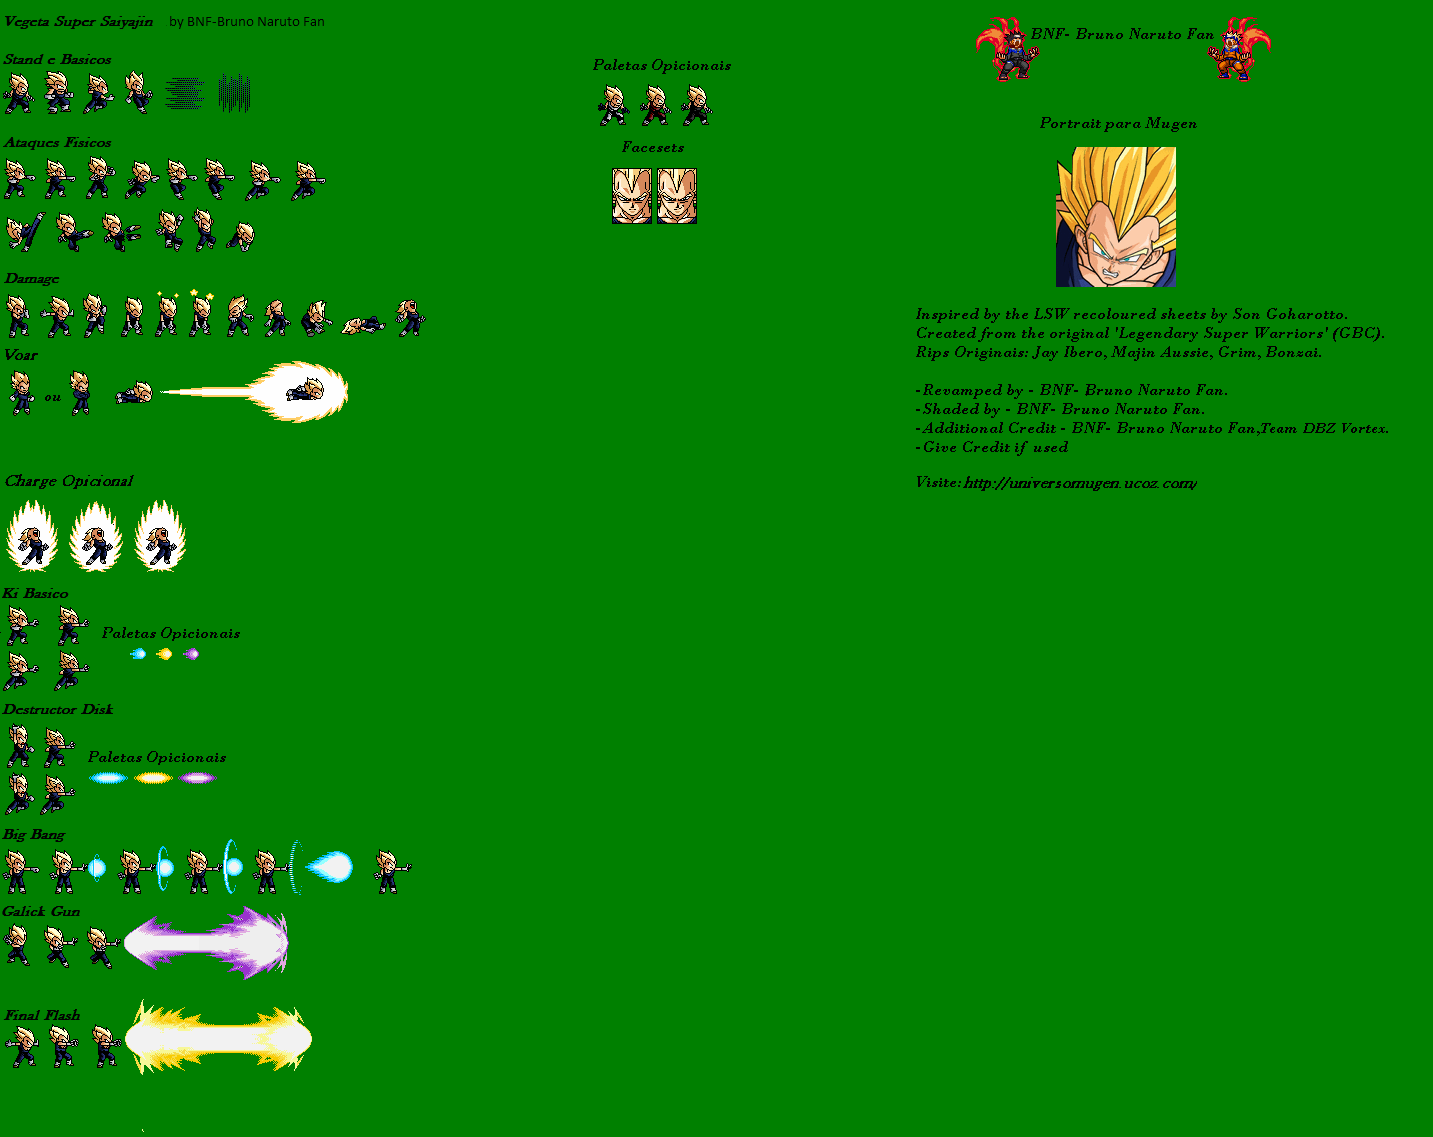 Vegeta Super Saiyajin by BNF-Bruno Naruto Fan
Stand e Basicos
Ataques Fisicos
Damage
Voar
ou
Charge Opicional
Ki Basico
Paletas Opicionais
Destructor Disk
Paletas Opicionais
Big Bang
Galick Gun
Final Flash
Paletas Opicionais
Facesets
BNF- Bruno Naruto Fan
Portrait para Mugen
Inspired by the LSW recoloured sheets by Son Goharotto.
Created from the original 'Legendary Super Warriors' (GBC).
Rips Originais: Jay Ibero, Majin Aussie, Grim, Bonzai.
-Revamped by - BNF- Bruno Naruto Fan.
-Shaded by - BNF- Bruno Naruto Fan.
-Additional Credit - BNF- Bruno Naruto Fan,Team DBZ Vortex.
-Give Credit if used
Visite: http://universomugen.ucoz.com/